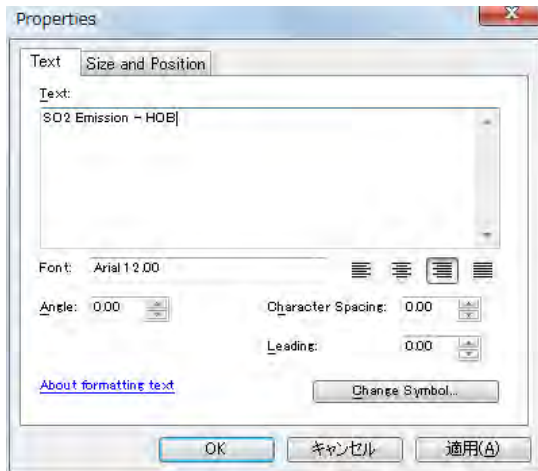 Properties
Text Size and Position
Text:
SO2 Emission - HOB
Font: Arial 12.00
Angle: 0.00 Character Spacing: 0.00
Leading: 0.00
About formatting text Change Symbol...
OK キャンセル 適用(A)